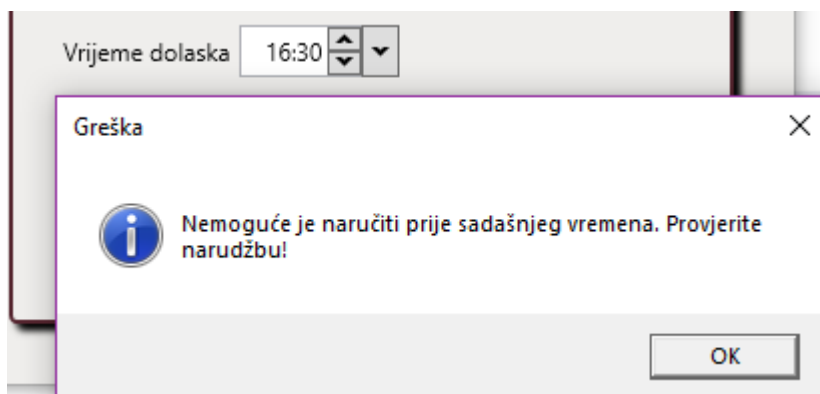 Vrijeme dolaska 16:30
Greška
Nemoguće je naručiti prije sadašnjeg vremena. Provjerite
narudžbu!
OK